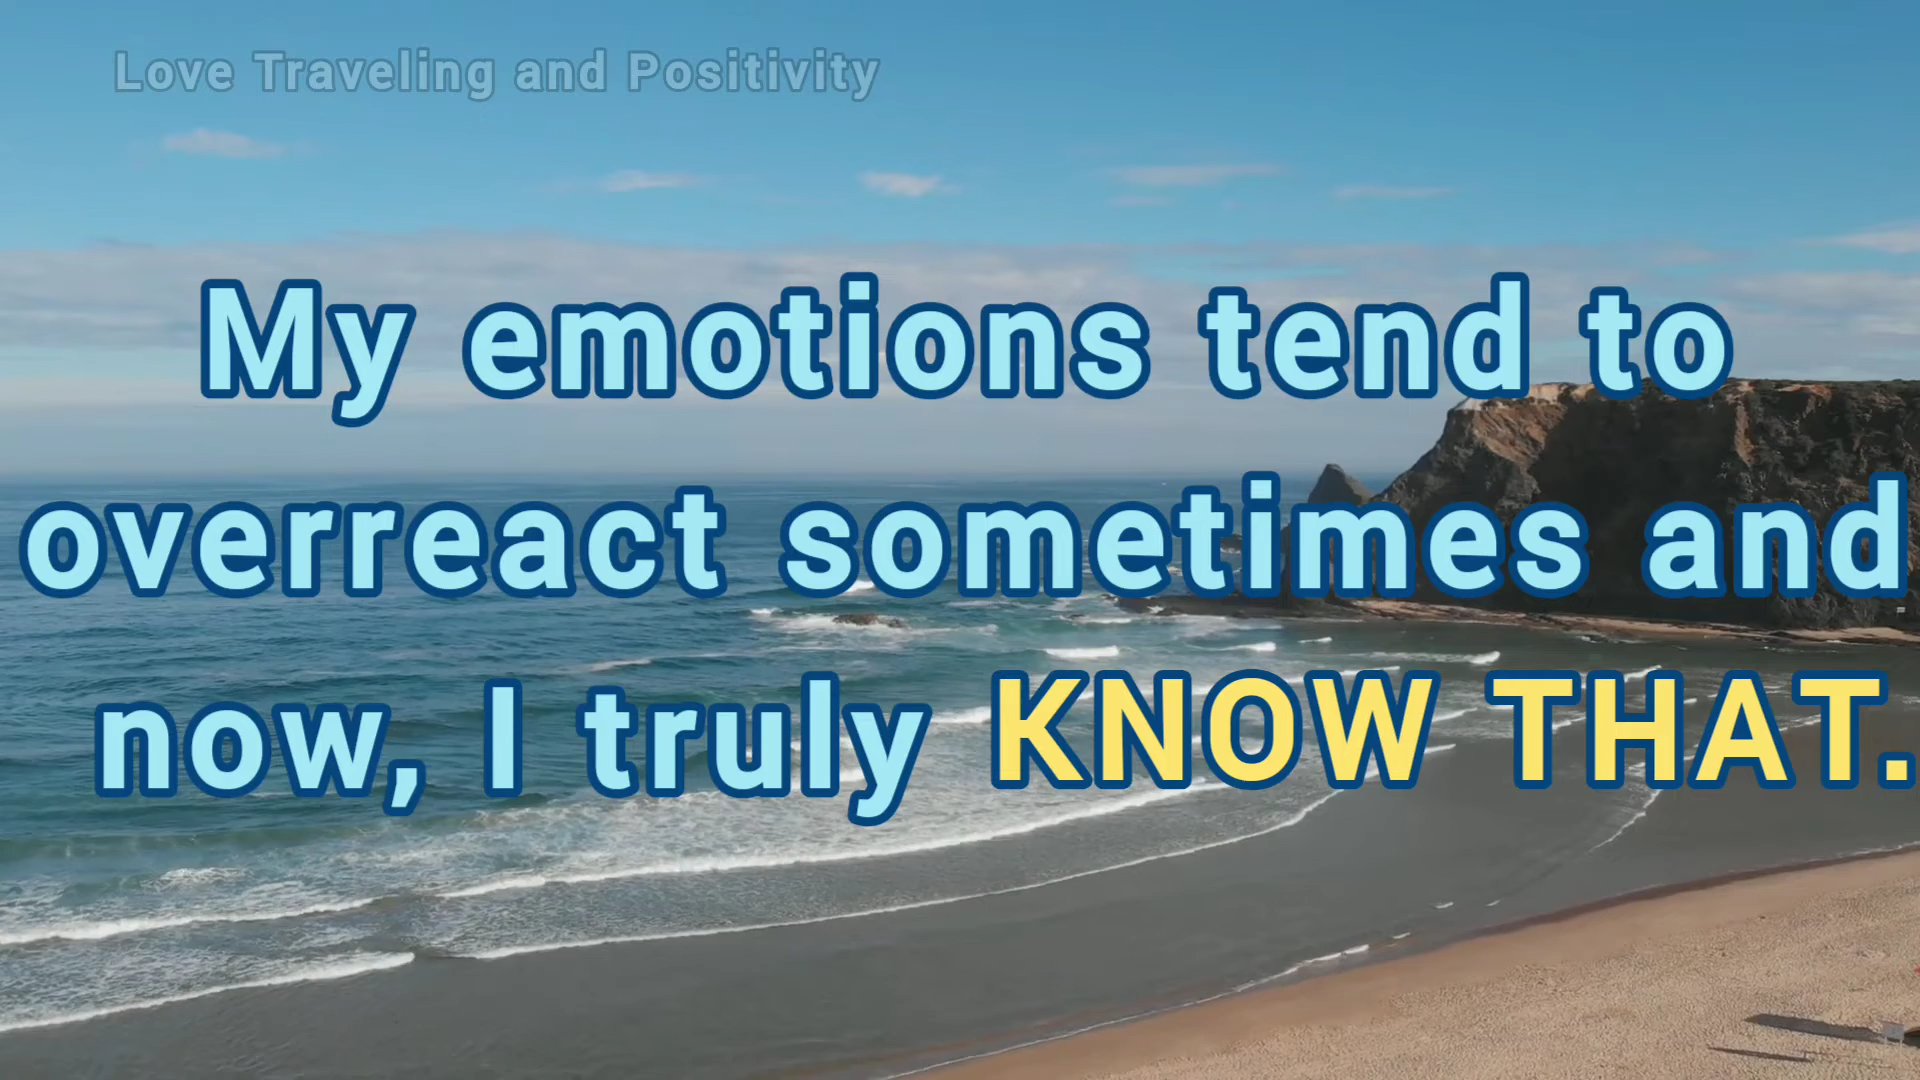 Love Traveling and Positivity
My emotions tend to
overreact sometimes and
now, I truly KNOW THAT.